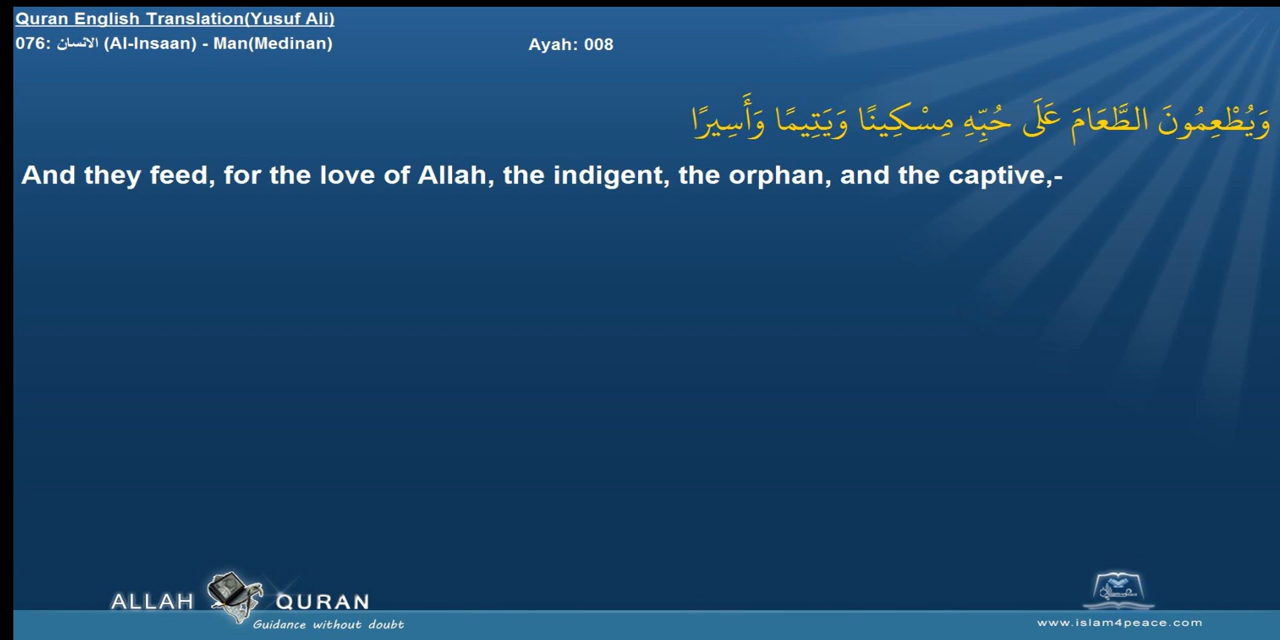 Quran English Translation(Yusuf Ali)
076: الانسان (Al-Insaan) - Man(Medinan) Ayah: 008
وَيُطْعِمُونَ الطَّعَامَ عَلَى حُبِّهِ مِسْكِينًا وَيَتِيمًا وَأَسِيرًا
And they feed, for the love of Allah, the indigent, the orphan, and the captive,-
ALLAH QURAN
Guidance without doubt
www.islam4peace.com